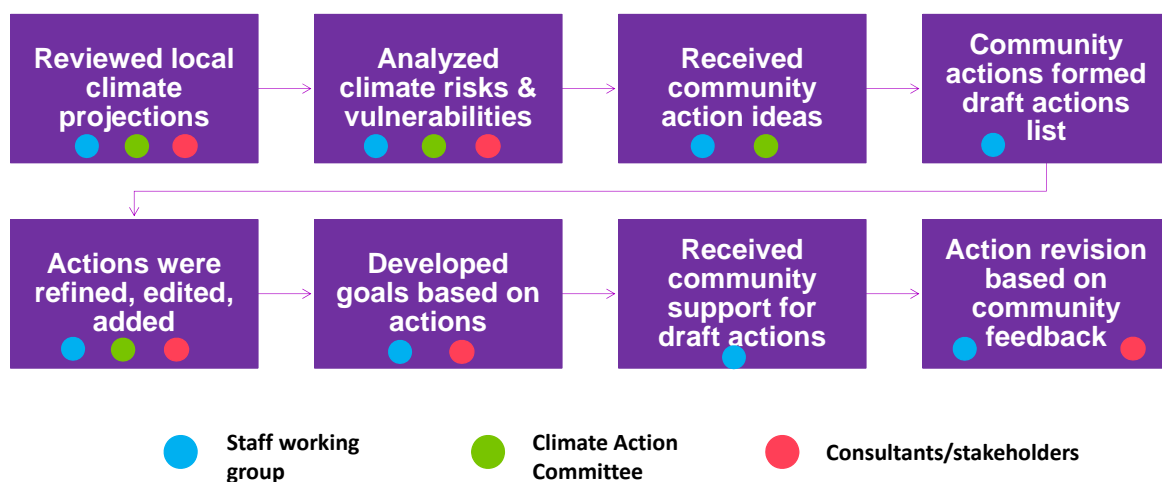 Reviewed local
climate
projections
Analyzed
climate risks &
vulnerabilities
Received
community
action ideas
Community
actions formed
draft actions
list
Actions were
refined, edited,
added
Developed
goals based on
actions
Received
community
support for
draft actions
Action revision
based on
community
feedback
Staff working
group
Climate Action
Committee
Consultants/stakeholders